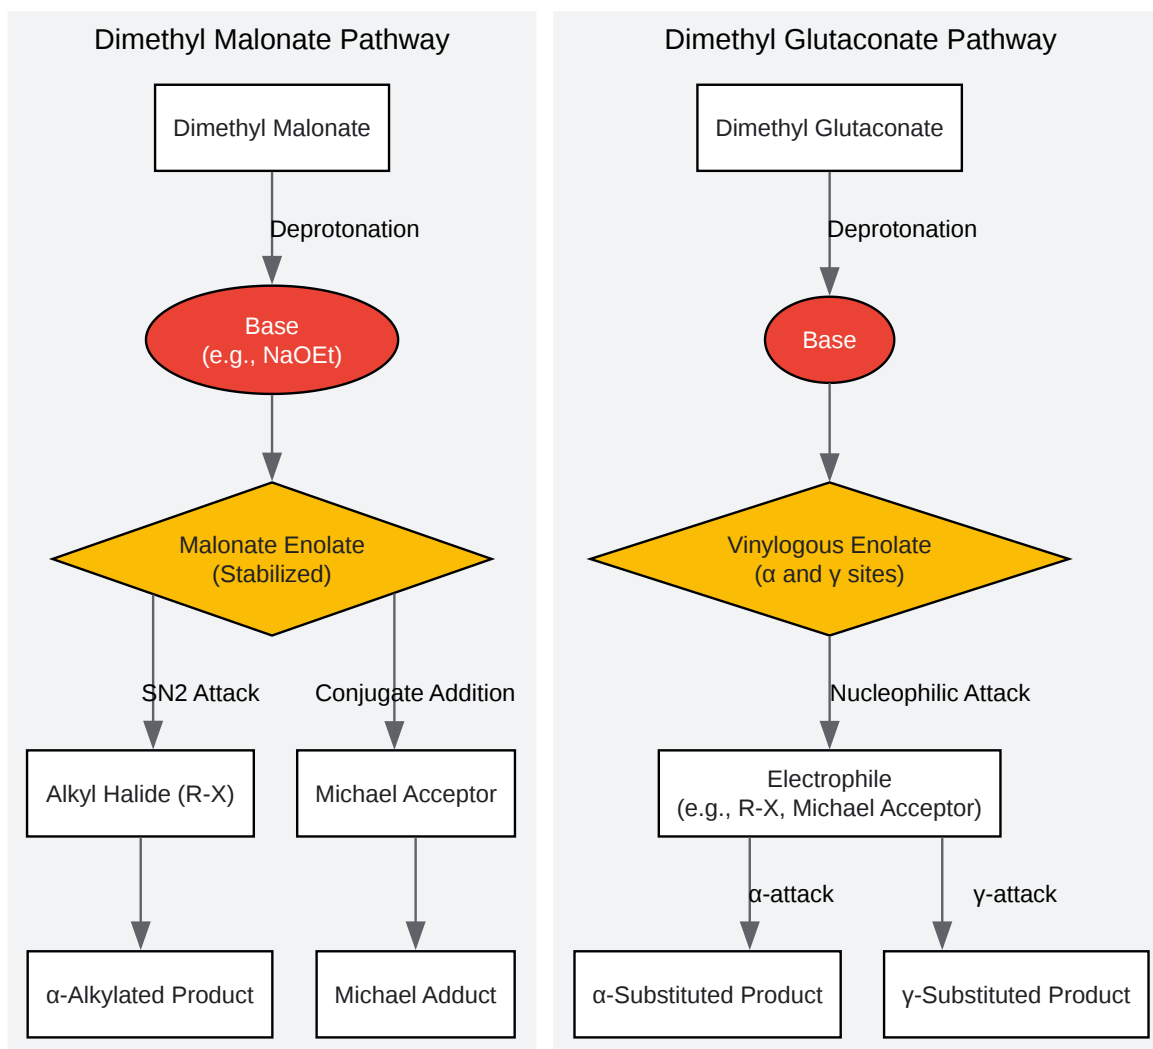 Dimethyl Malonate Pathway
Dimethyl Malonate
Deprotonation
Base
(e.g., NaOEt)
Malonate Enolate
(Stabilized)
SN2 Attack
Conjugate Addition
Alkyl Halide (R-X)
Michael Acceptor
α-Alkylated Product
Michael Adduct
Dimethyl Glutaconate Pathway
Dimethyl Glutaconate
Deprotonation
Base
Vinylogous Enolate
(α and γ sites)
Nucleophilic Attack
Electrophile
(e.g., R-X, Michael Acceptor)
α-attack
γ-attack
α-Substituted Product
γ-Substituted Product